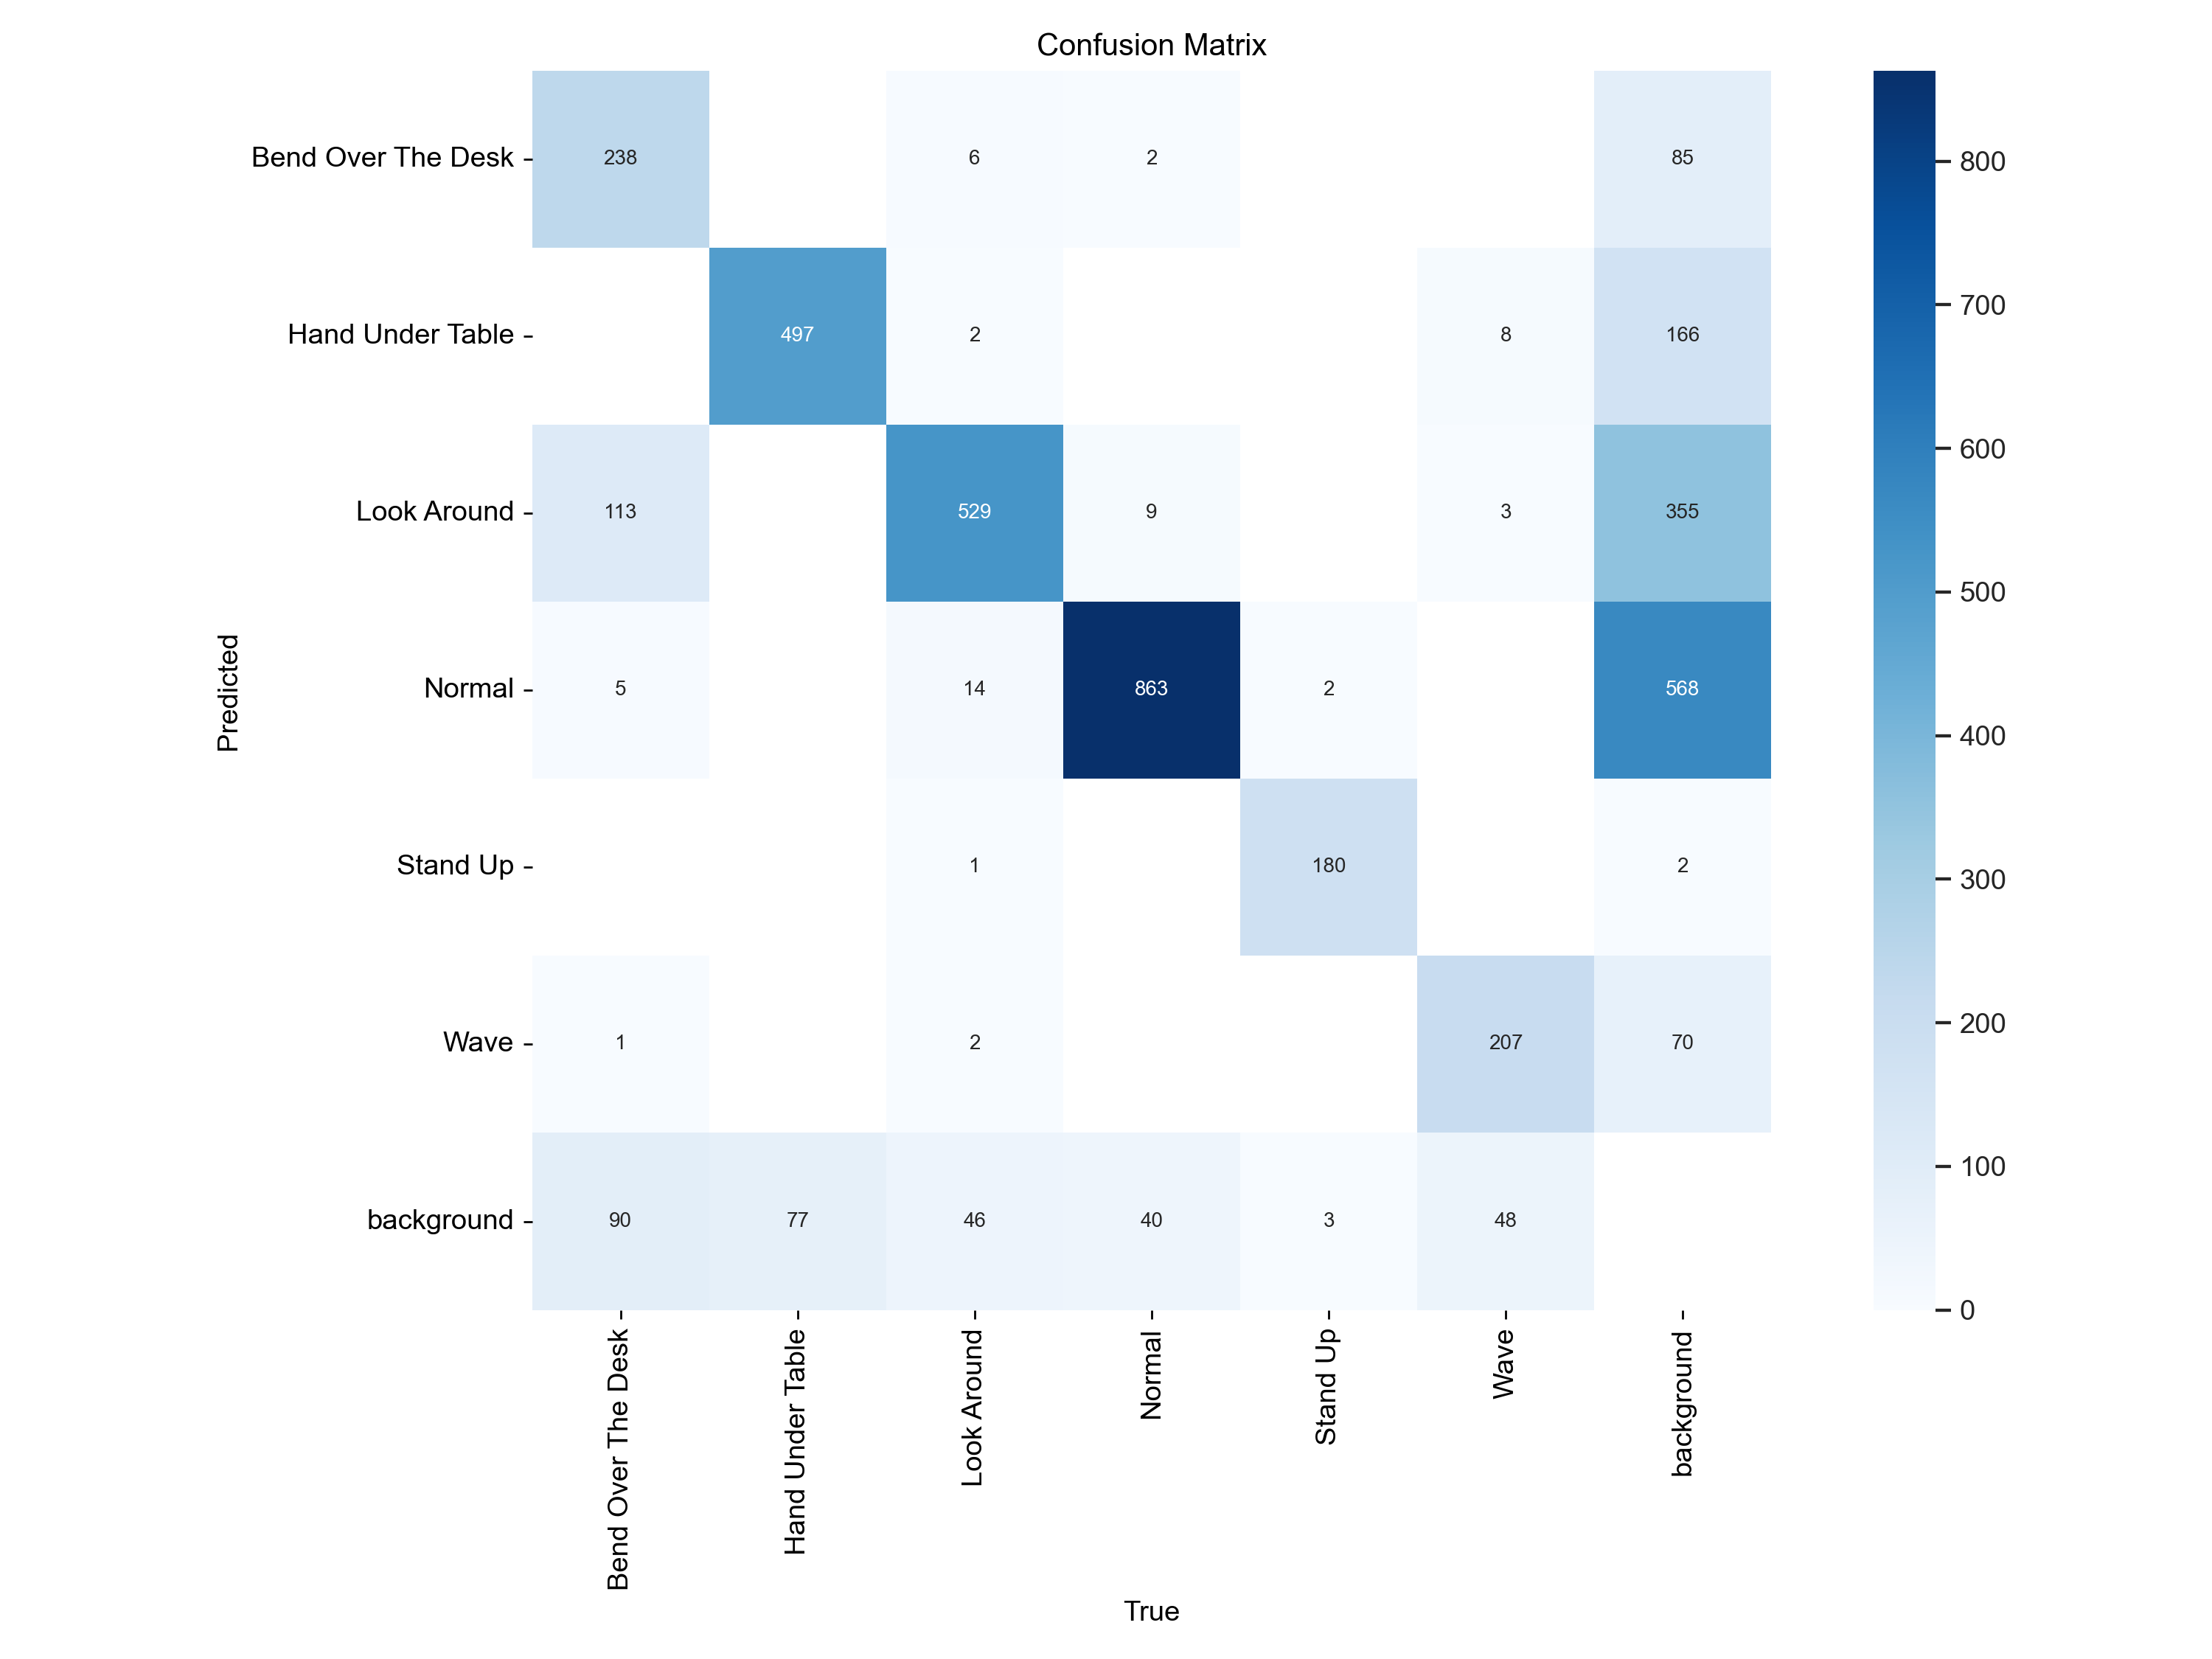 Confusion Matrix
Bend Over The Desk 238 6 2 85
Hand Under Table 497 2 8 166
Look Around 113 529 9 3 355
Normal 5 14 863 2 568
Stand Up 1 180 2
Wave 1 2 207 70
background 90 77 46 40 3 48
Predicted
Bend Over The Desk
Hand Under Table
Look Around
Normal
Stand Up
Wave
background
True
800
700
600
500
400
300
200
100
0